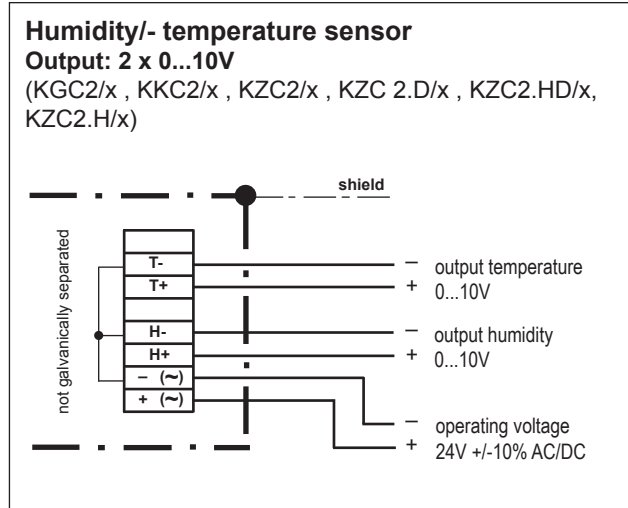 Humidity/- temperature sensor
Output: 2 x 0...10V
(KGC2/x , KKC2/x , KZC2/x , KZC 2.D/x , KZC2.HD/x,
KZC2.H/x)
shield
not galvanically separated
T-
T+
H-
H+
– (~)
+ (~)
– output temperature
+ 0...10V
– output humidity
+ 0...10V
– operating voltage
+ 24V +/-10% AC/DC